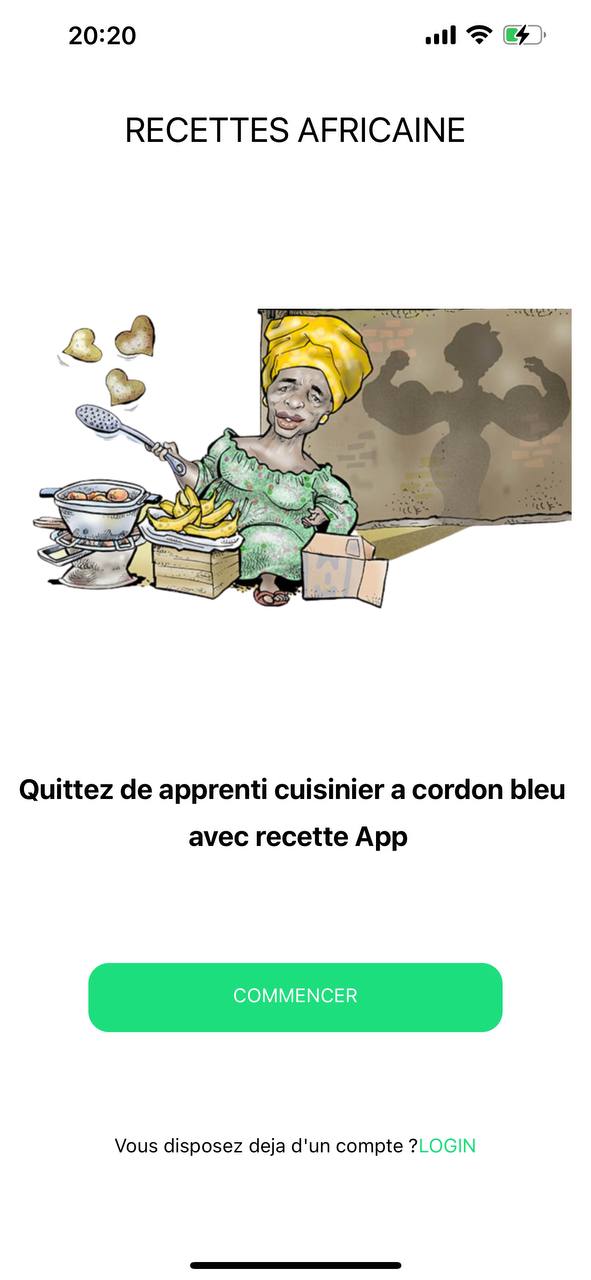 20:20
RECETTES AFRICAINE
Quittez de apprenti cuisinier a cordon bleu
avec recette App
COMMENCER
Vous disposez deja d'un compte ?LOGIN